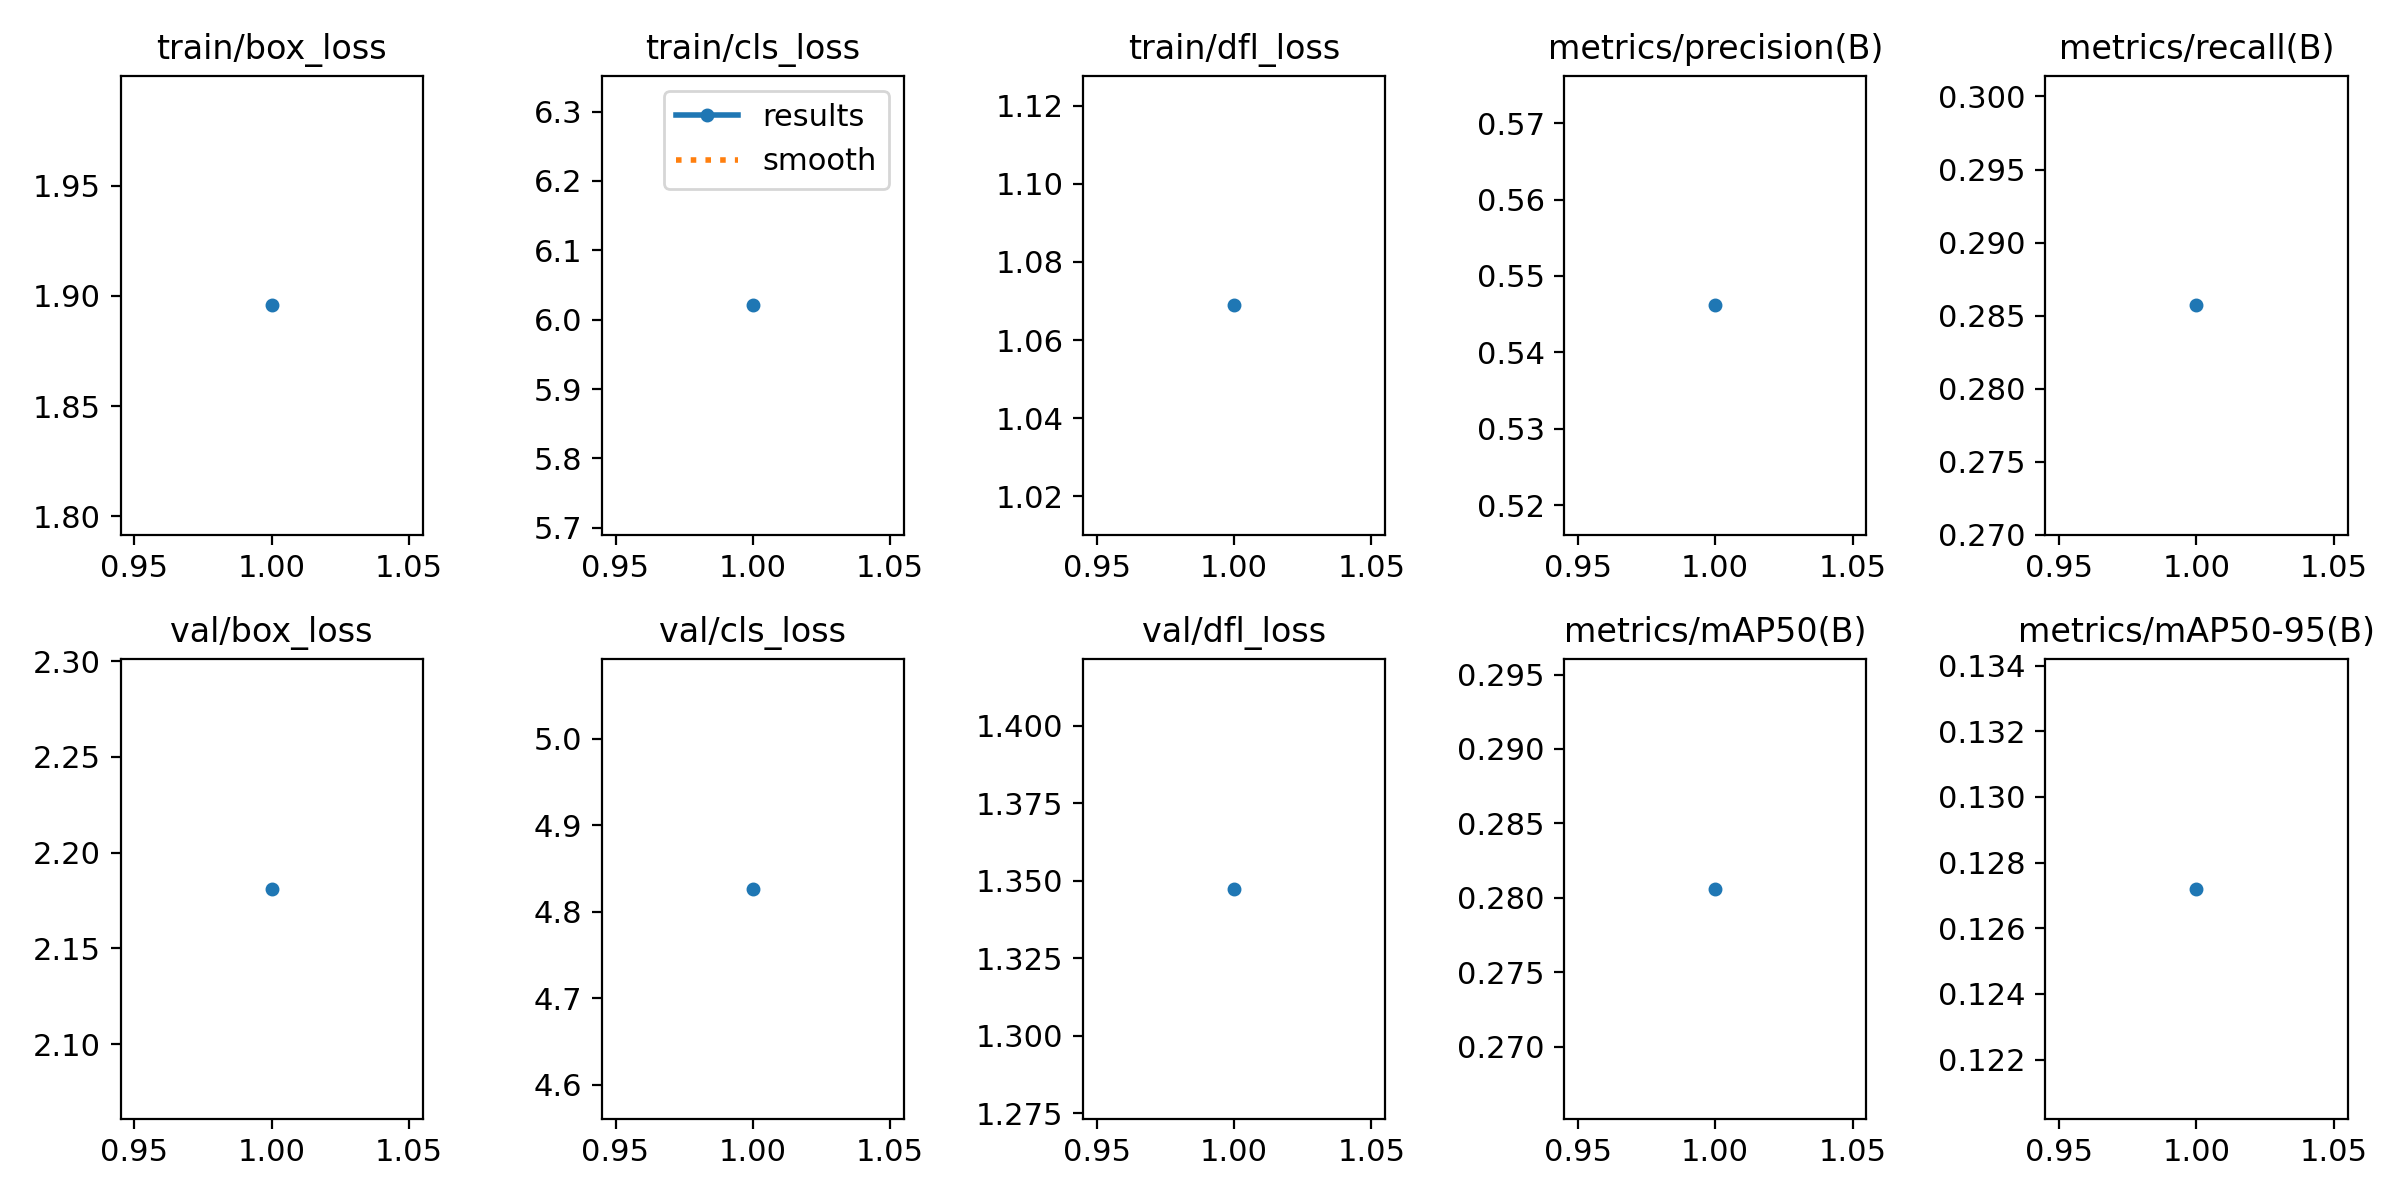 train/box_loss
train/cls_loss
train/dfl_loss
metrics/precision(B)
metrics/recall(B)
1.95
1.90
1.85
1.80
0.95 1.00 1.05
results
smooth
6.3
6.2
6.1
6.0
5.9
5.8
5.7
0.95 1.00 1.05
1.12
1.10
1.08
1.06
1.04
1.02
0.95 1.00 1.05
0.57
0.56
0.55
0.54
0.53
0.52
0.95 1.00 1.05
0.300
0.295
0.290
0.285
0.280
0.275
0.270
0.95 1.00 1.05
val/box_loss
val/cls_loss
val/dfl_loss
metrics/mAP50(B)
metrics/mAP50-95(B)
2.30
2.25
2.20
2.15
2.10
0.95 1.00 1.05
5.0
4.9
4.8
4.7
4.6
0.95 1.00 1.05
1.400
1.375
1.350
1.325
1.300
1.275
0.95 1.00 1.05
0.295
0.290
0.285
0.280
0.275
0.270
0.95 1.00 1.05
0.134
0.132
0.130
0.128
0.126
0.124
0.122
0.95 1.00 1.05